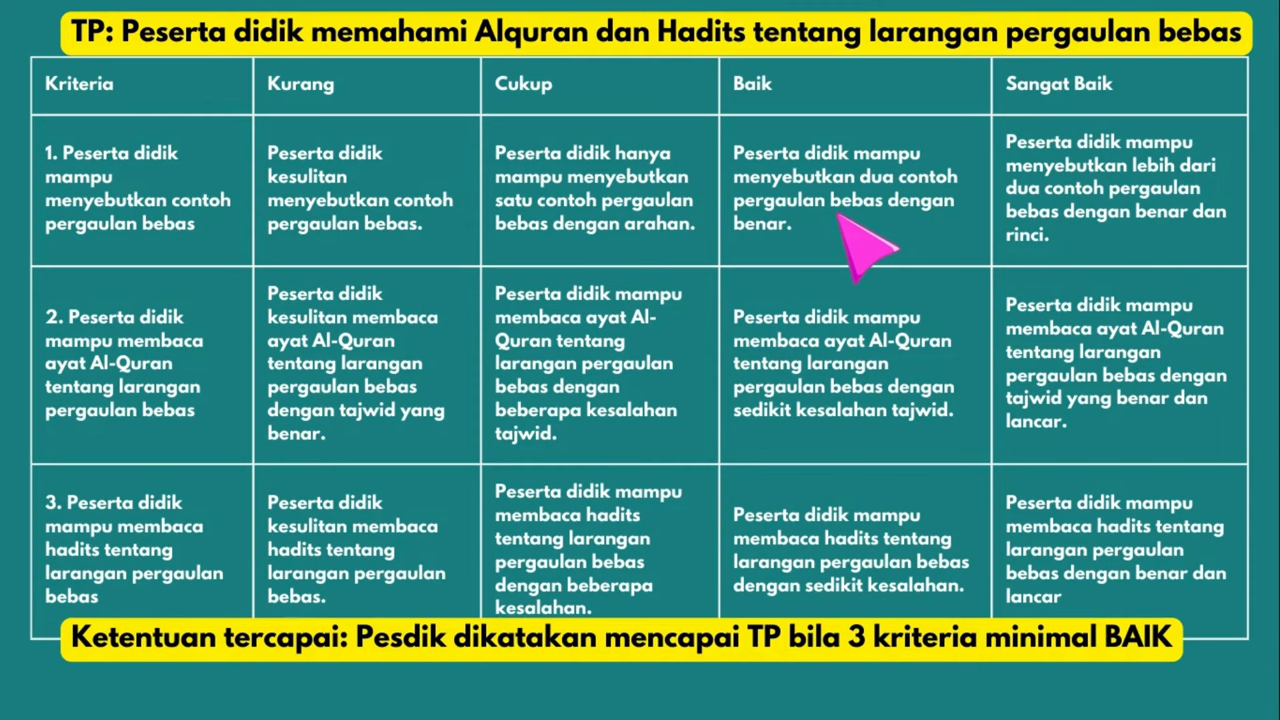 TP: Peserta didik memahami Alquran dan Hadits tentang larangan pergaulan bebas
Kriteria
Kurang
Cukup
Baik
Sangat Baik
1. Peserta didik
mampu
menyebutkan contoh
pergaulan bebas
Peserta didik
kesulitan
menyebutkan contoh
pergaulan bebas.
Peserta didik hanya
mampu menyebutkan
satu contoh pergaulan
bebas dengan arahan.
Peserta didik mampu
menyebutkan dua contoh
pergaulan bebas dengan
benar.
Peserta didik mampu
menyebutkan lebih dari
dua contoh pergaulan
bebas dengan benar dan
rinci.
2. Peserta didik
mampu membaca
ayat Al-Quran
tentang larangan
pergaulan bebas
Peserta didik
kesulitan membaca
ayat Al-Quran
tentang larangan
pergaulan bebas
dengan tajwid yang
benar.
Peserta didik mampu
membaca ayat Al-
Quran tentang
larangan pergaulan
bebas dengan
beberapa kesalahan
tajwid.
Peserta didik mampu
membaca ayat Al-Quran
tentang larangan
pergaulan bebas dengan
sedikit kesalahan tajwid.
Peserta didik mampu
membaca ayat Al-Quran
tentang larangan
pergaulan bebas dengan
tajwid yang benar dan
lancar.
3. Peserta didik
mampu membaca
hadits tentang
larangan pergaulan
bebas
Peserta didik
kesulitan membaca
hadits tentang
larangan pergaulan
bebas.
Peserta didik mampu
membaca hadits
tentang larangan
pergaulan bebas
dengan beberapa
kesalahan.
Peserta didik mampu
membaca hadits tentang
larangan pergaulan bebas
dengan sedikit kesalahan.
Peserta didik mampu
membaca hadits tentang
larangan pergaulan
bebas dengan benar dan
lancar
Ketentuan tercapai: Pesdik dikatakan mencapai TP bila 3 kriteria minimal BAIK